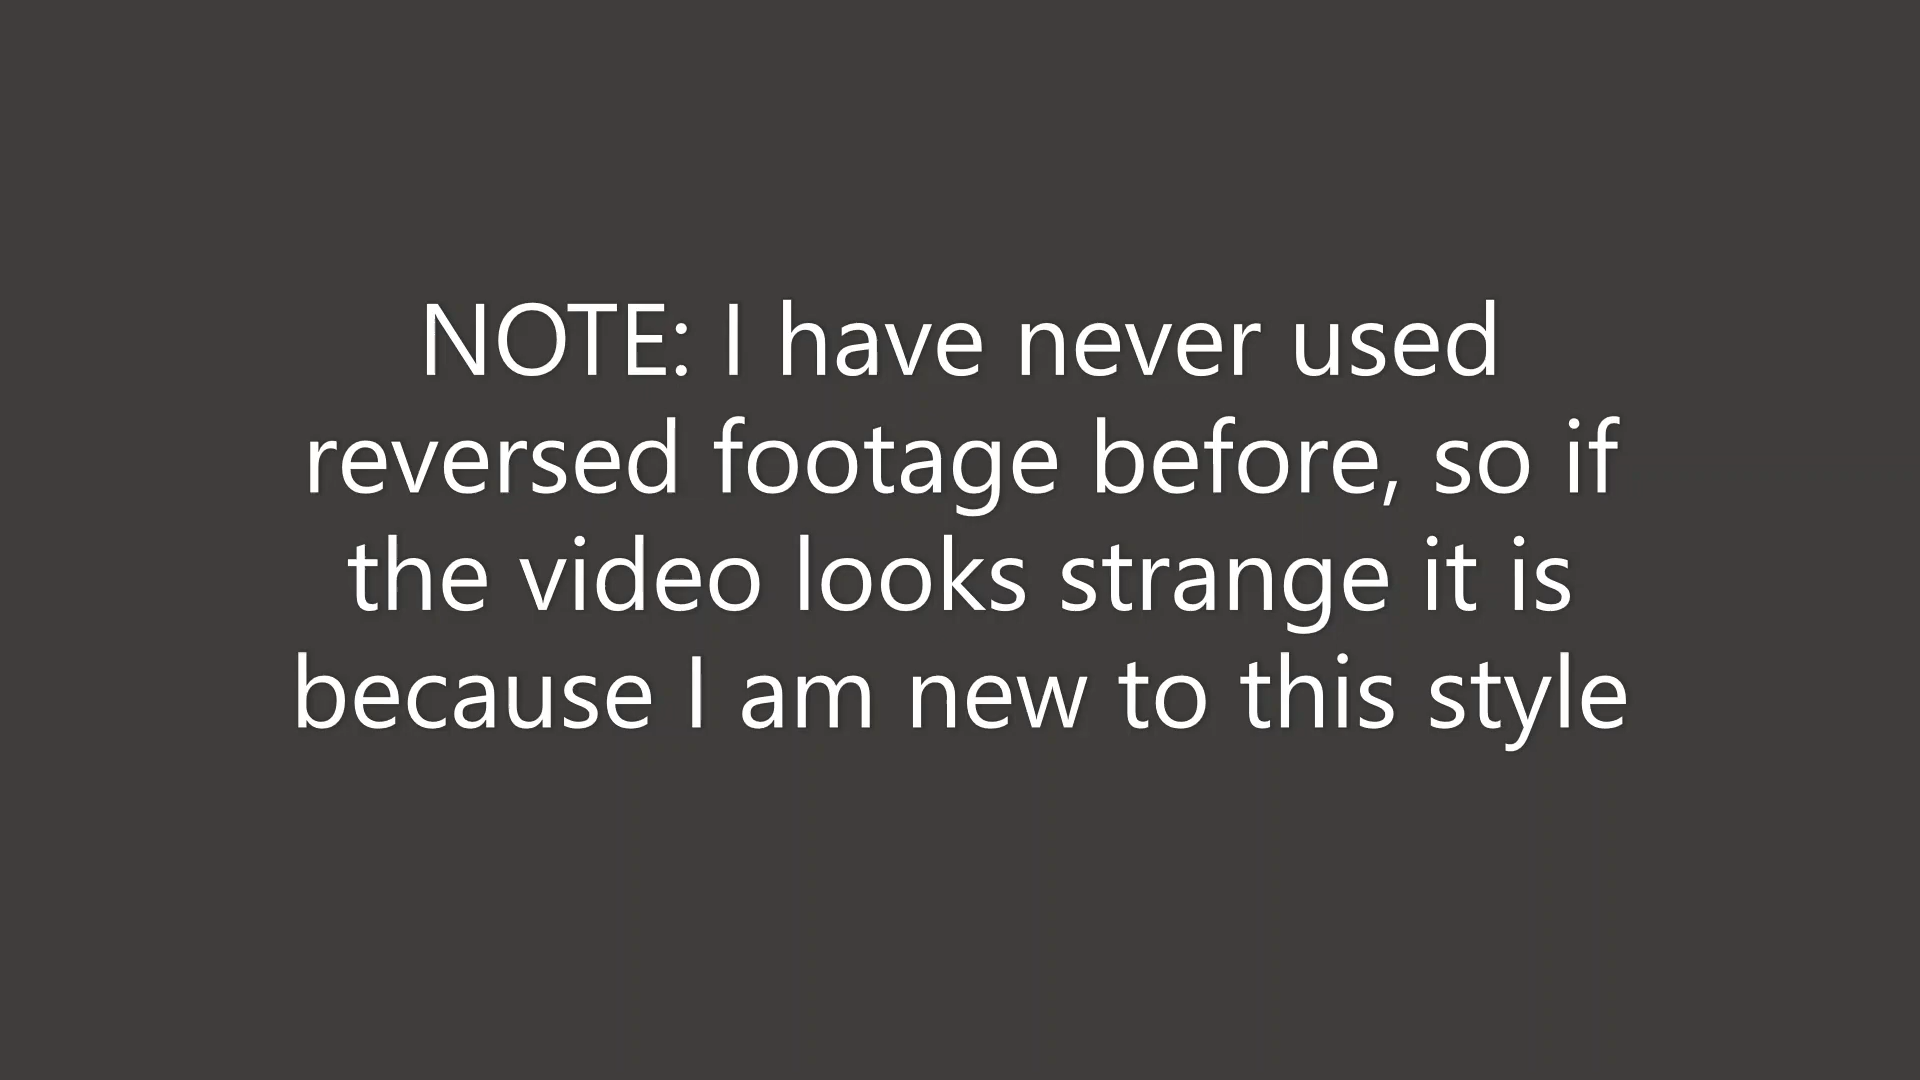 NOTE: I have never used
reversed footage before, so if
the video looks strange it is
because I am new to this style